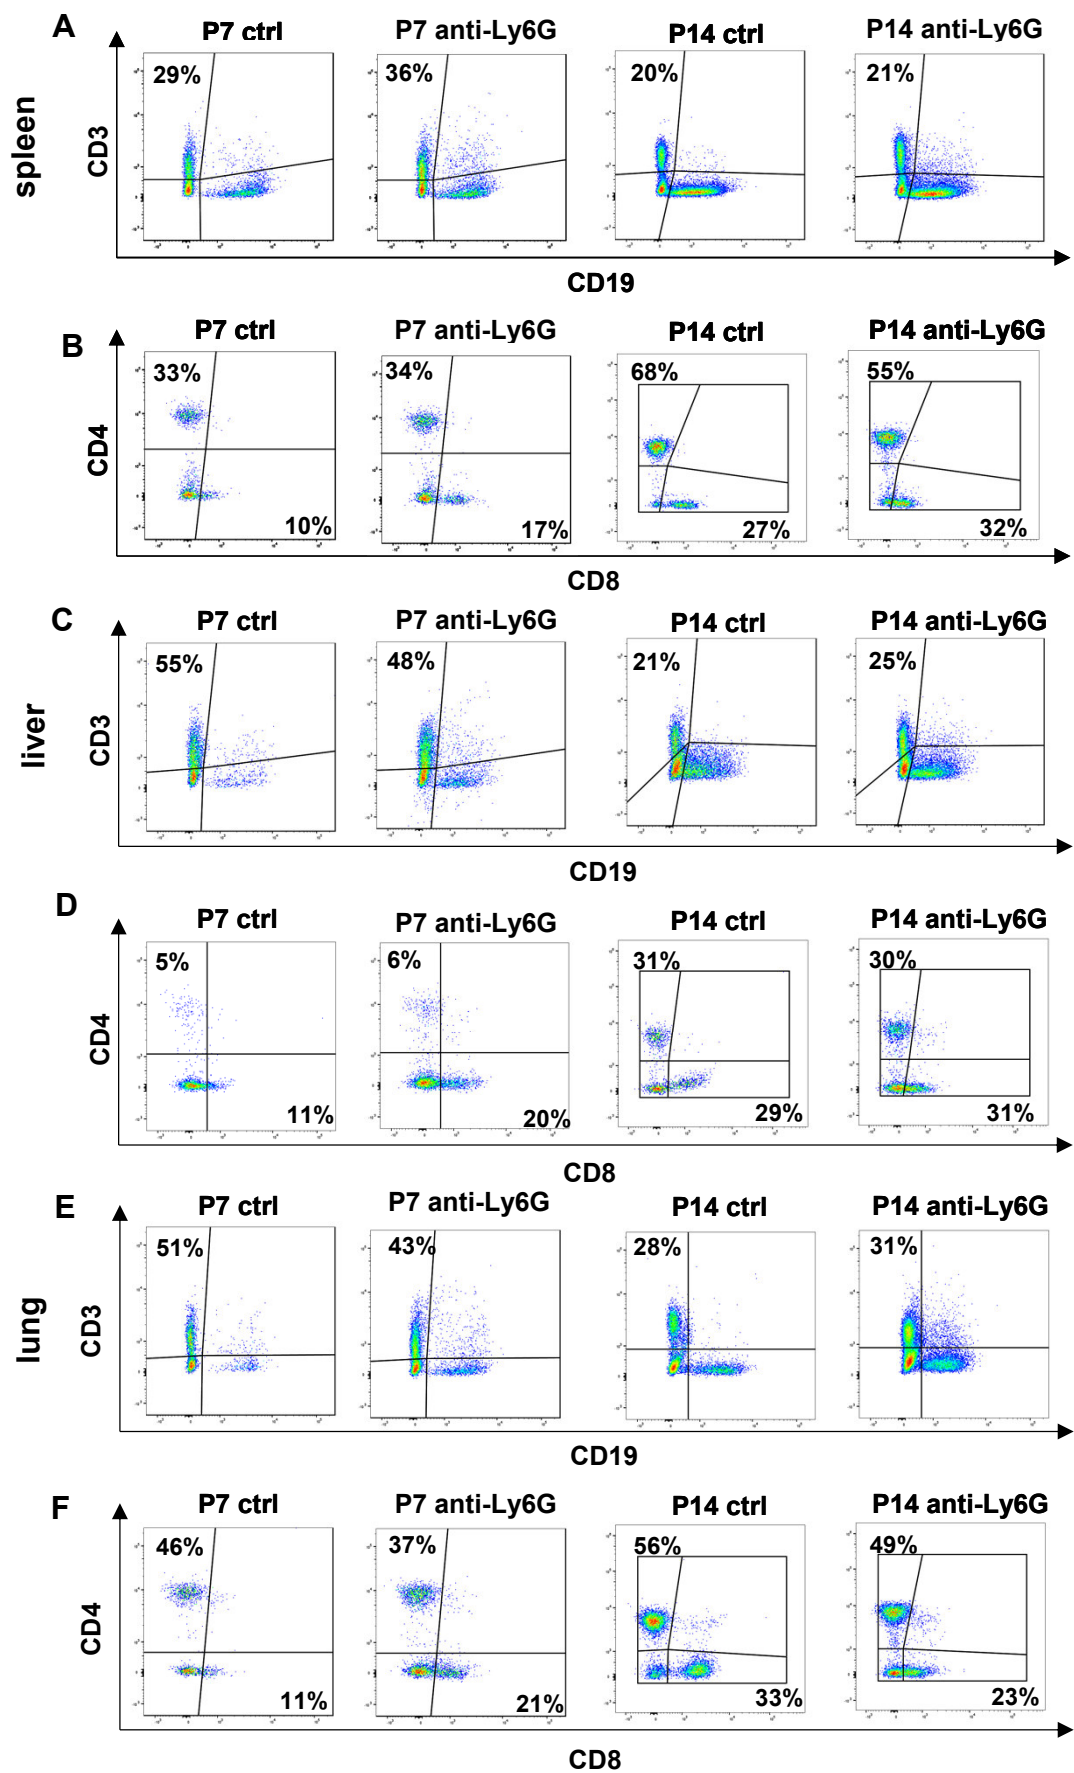 A
P7 ctrl
P7 anti-Ly6G
P14 ctrl
P14 anti-Ly6G
spleen
CD3
29%
36%
20%
21%
CD19
B
P7 ctrl
P7 anti-Ly6G
P14 ctrl
P14 anti-Ly6G
CD4
33%
34%
68%
55%
10%
17%
27%
32%
CD8
C
P7 ctrl
P7 anti-Ly6G
P14 ctrl
P14 anti-Ly6G
liver
CD3
55%
48%
21%
25%
CD19
D
P7 ctrl
P7 anti-Ly6G
P14 ctrl
P14 anti-Ly6G
CD4
5%
6%
31%
30%
11%
20%
29%
31%
CD8
E
P7 ctrl
P7 anti-Ly6G
P14 ctrl
P14 anti-Ly6G
lung
CD3
51%
43%
28%
31%
CD19
F
P7 ctrl
P7 anti-Ly6G
P14 ctrl
P14 anti-Ly6G
CD4
46%
37%
56%
49%
11%
21%
33%
23%
CD8